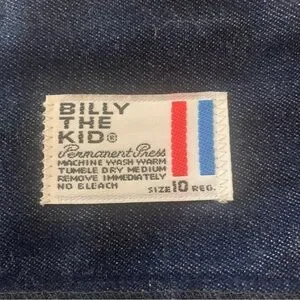 BILLY
THE
KID®
Permanent Press
MACHINE WASH WARM
TUMBLE DRY MEDIUM
REMOVE IMMEDIATELY
NO BLEACH
SIZE 10 REG.